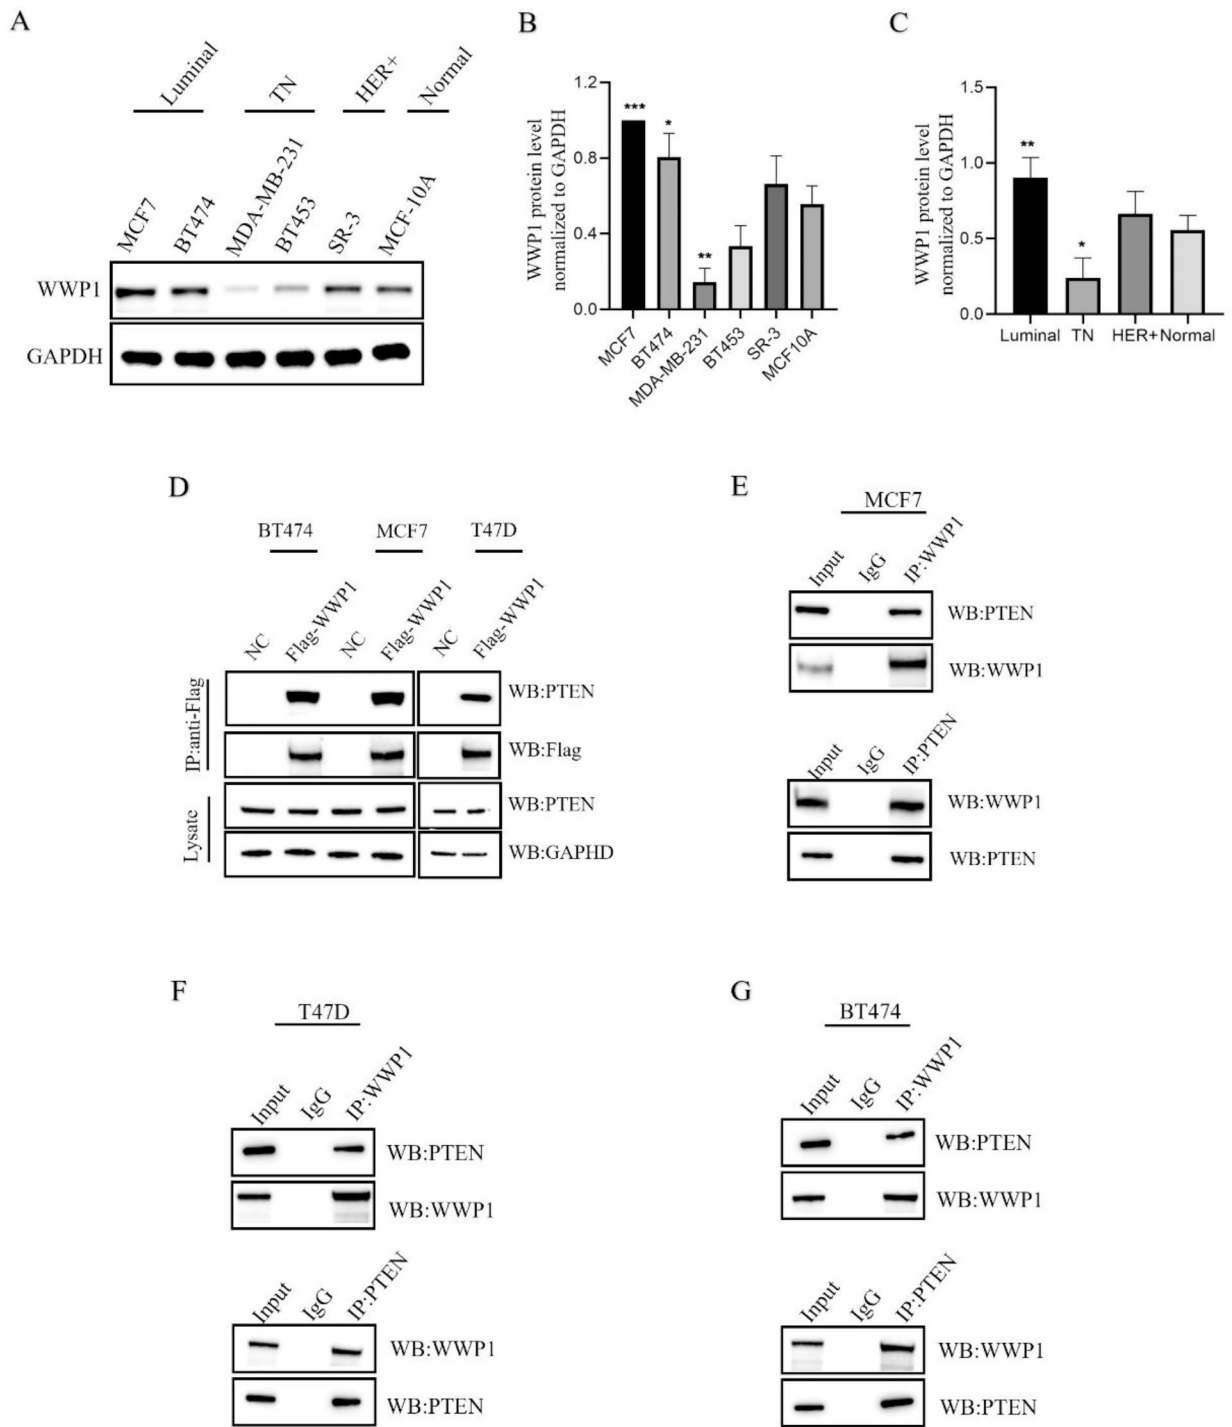 A
Luminal
TN
HER+
Normal
MCF7
BT474
MDA-MB-231
BT453
SR-3
MCF-10A
WWP1
GAPDH
B
WWP1 protein level
normalized to GAPDH
1.2
0.8
0.4
0.0
***
*
**
MCF7
BT474
MDA-MB-231
BT453
SR-3
MCF10A
C
WWP1 protein level
normalized to GAPDH
1.5
1.0
0.5
0.0
**
*
Luminal
TN
HER+
Normal
D
BT474
MCF7
T47D
NC
Flag-WWP1
NC
Flag-WWP1
NC
Flag-WWP1
IP:anti-Flag
WB:PTEN
WB:Flag
Lysate
WB:PTEN
WB:GAPHD
E
MCF7
Input
IgG
IP:WWP1
WB:PTEN
WB:WWP1
Input
IgG
IP:PTEN
WB:WWP1
WB:PTEN
F
T47D
Input
IgG
IP:WWP1
WB:PTEN
WB:WWP1
Input
IgG
IP:PTEN
WB:WWP1
WB:PTEN
G
BT474
Input
IgG
IP:WWP1
WB:PTEN
WB:WWP1
Input
IgG
IP:PTEN
WB:WWP1
WB:PTEN